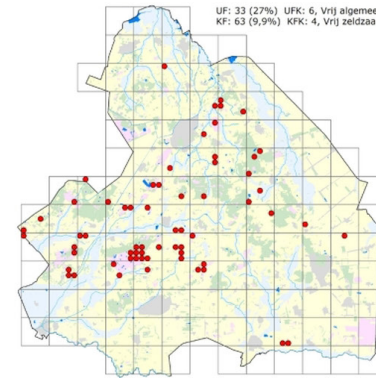 UF: 33 (27%) UFK: 6, Vrij algemee
KF: 63 (9,9%) KFK: 4, Vrij zeldzaa